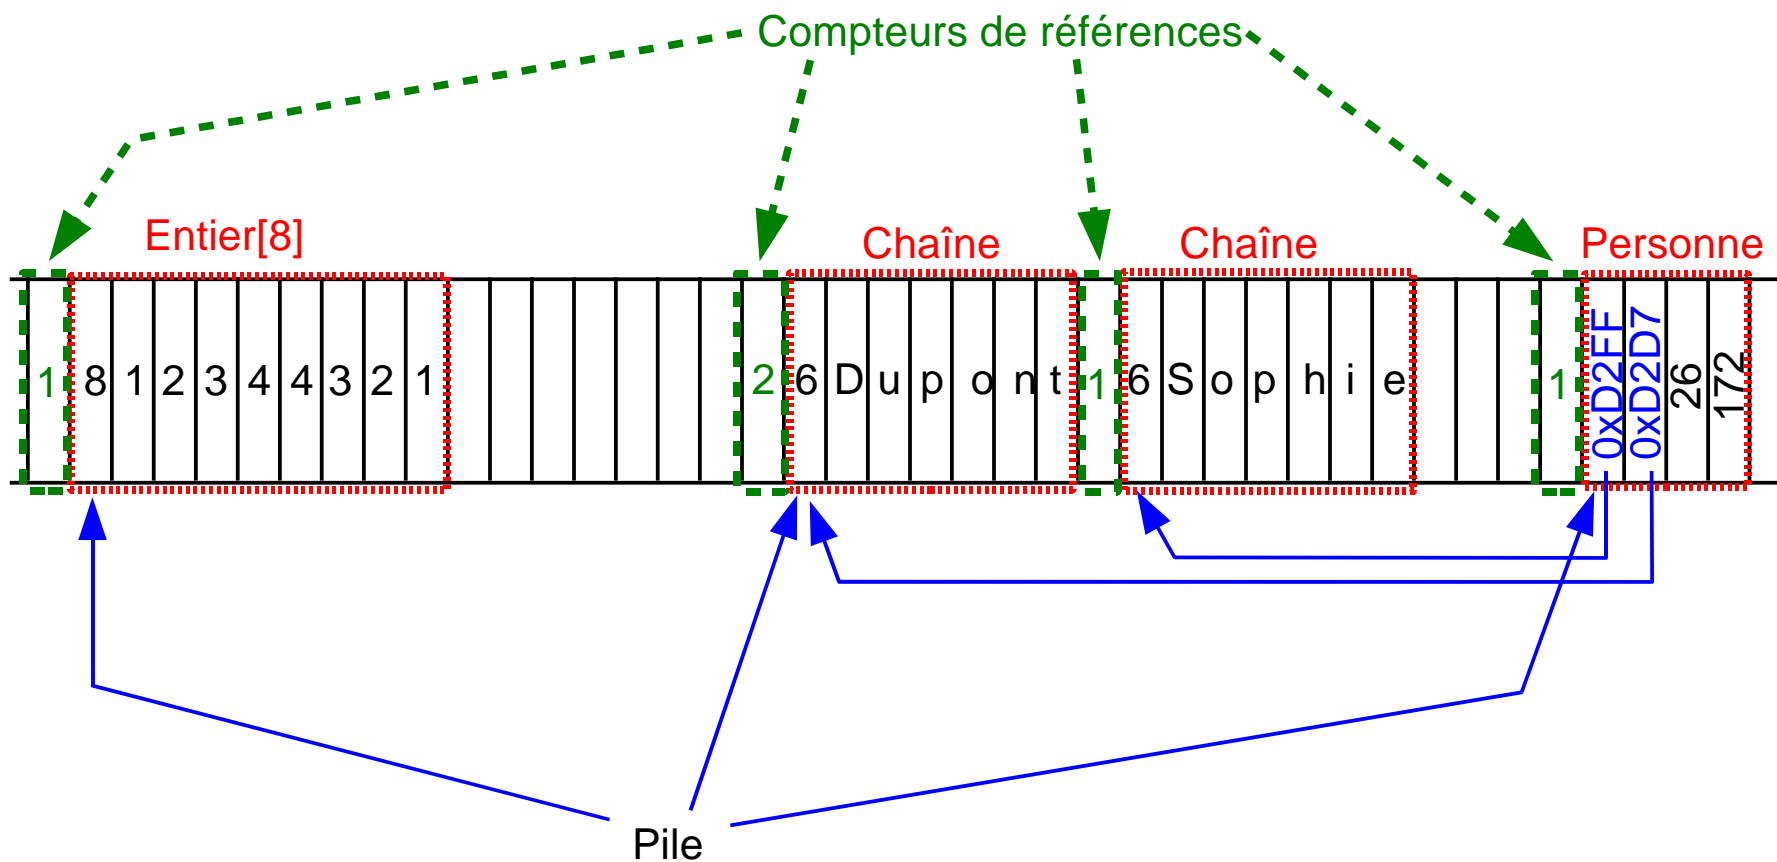 Compteurs de références
Entier[8]
Chaîne
Chaîne
Personne
1 8 1 2 3 4 4 3 2 1 2 6 D u p o n t 1 6 S o p h i e 1 0xD2FF 0xD2D7 26 172
Pile